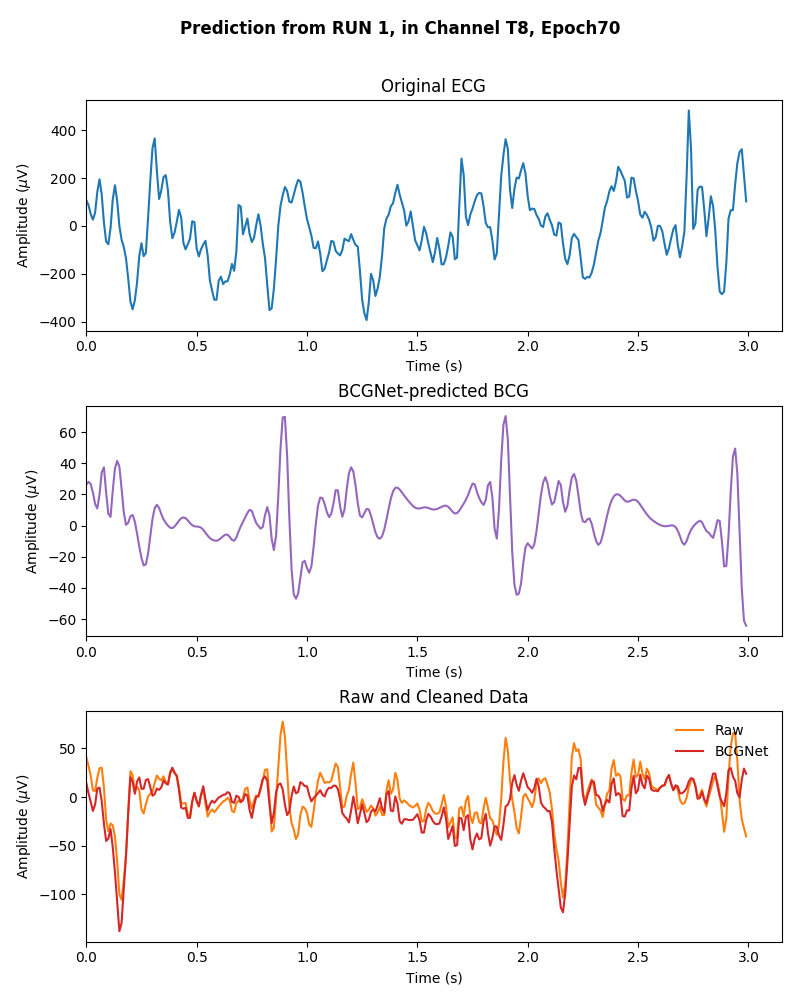 Prediction from RUN 1, in Channel T8, Epoch70
Original ECG
Amplitude (μV)
400
200
0
−200
−400
0.0 0.5 1.0 1.5 2.0 2.5 3.0
Time (s)
BCGNet-predicted BCG
Amplitude (μV)
60
40
20
0
−20
−40
−60
0.0 0.5 1.0 1.5 2.0 2.5 3.0
Time (s)
Raw and Cleaned Data
Amplitude (μV)
50
0
−50
−100
Raw
BCGNet
0.0 0.5 1.0 1.5 2.0 2.5 3.0
Time (s)